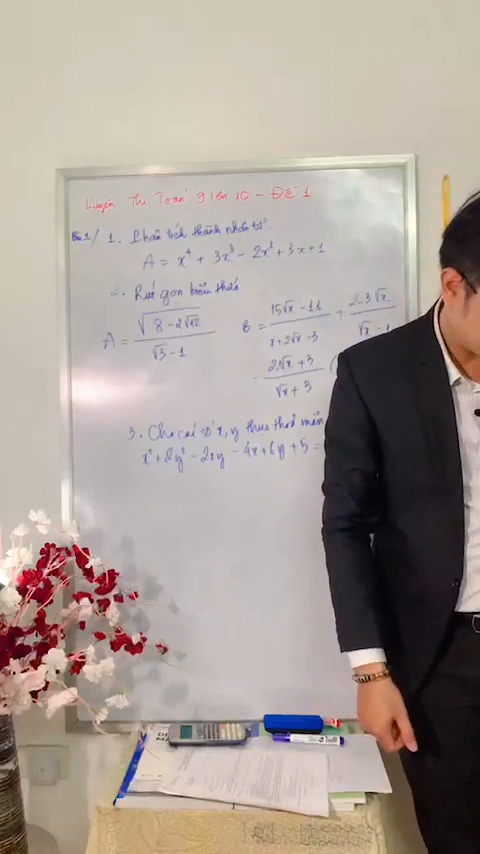 Luyện Thi Toán 9 lên 10 - ĐỀ 1
Bài 1/ 1. Phân tích thành nhân tử.
A = x⁴ + 3x³ - 2x² + 3x + 1
2. Rút gọn biểu thức
A = √(8 - 2√12) / (√3 - 1)
B = (15√x - 11) / (x + 2√x - 3) + (2 - 3√x) / (√x -
- (2√x + 3) / (√x + 3) (
3. Cho các số x, y thực thoả mãn
x² + 2y² - 2xy - 4x + 6y + 5 =